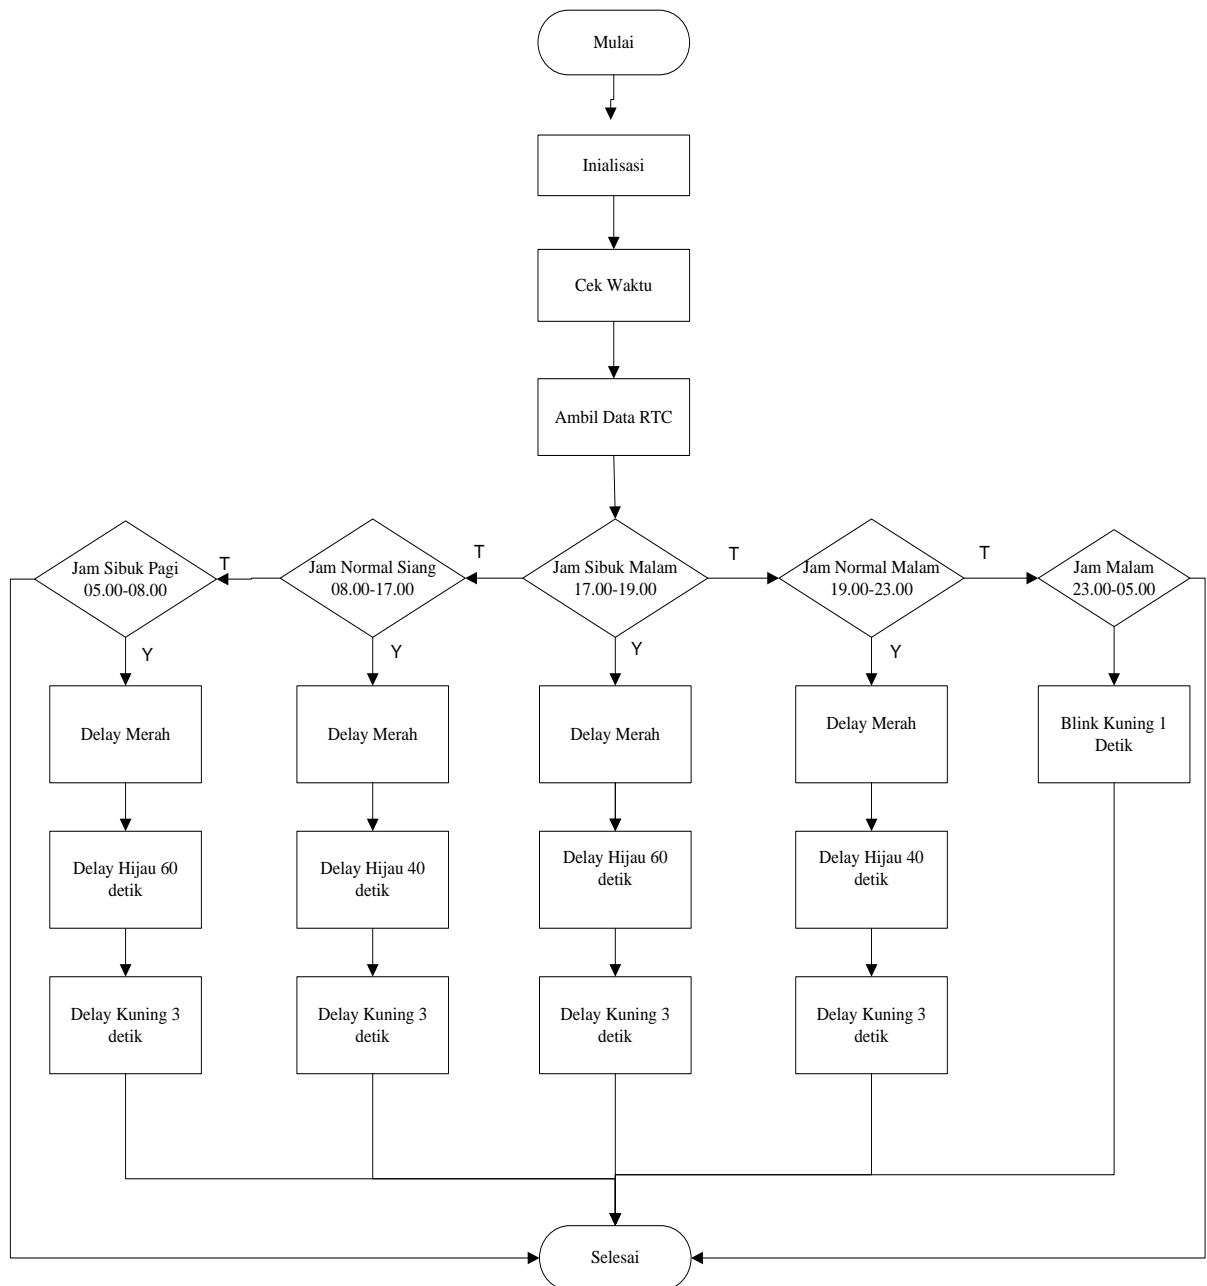 Mulai
Inialisasi
Cek Waktu
Ambil Data RTC
Jam Sibuk Pagi
05.00-08.00
T
Jam Normal Siang
08.00-17.00
T
Jam Sibuk Malam
17.00-19.00
T
Jam Normal Malam
19.00-23.00
T
Jam Malam
23.00-05.00
Y
Y
Y
Y
Delay Merah
Delay Merah
Delay Merah
Delay Merah
Blink Kuning 1
Detik
Delay Hijau 60
detik
Delay Hijau 40
detik
Delay Hijau 60
detik
Delay Hijau 40
detik
Delay Kuning 3
detik
Delay Kuning 3
detik
Delay Kuning 3
detik
Delay Kuning 3
detik
Selesai